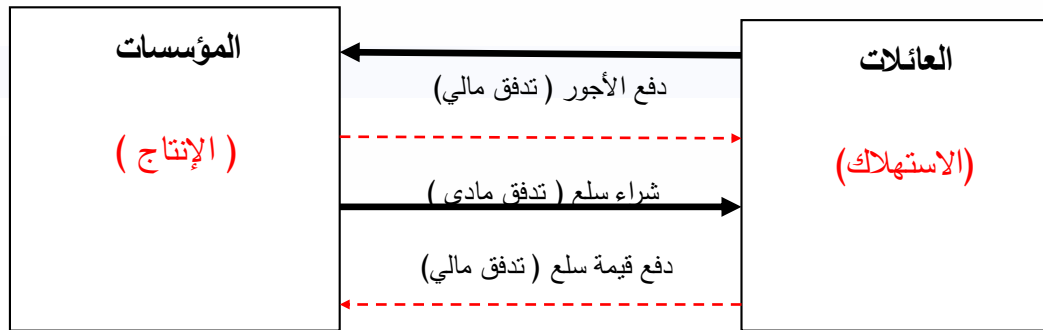 العائلات
المؤسسات
دفع الأجور ( تدفق مالي)
(الاستهلاك)
( الإنتاج )
شراء سلع ( تدفق مادي )
دفع قيمة سلع ( تدفق مالي)